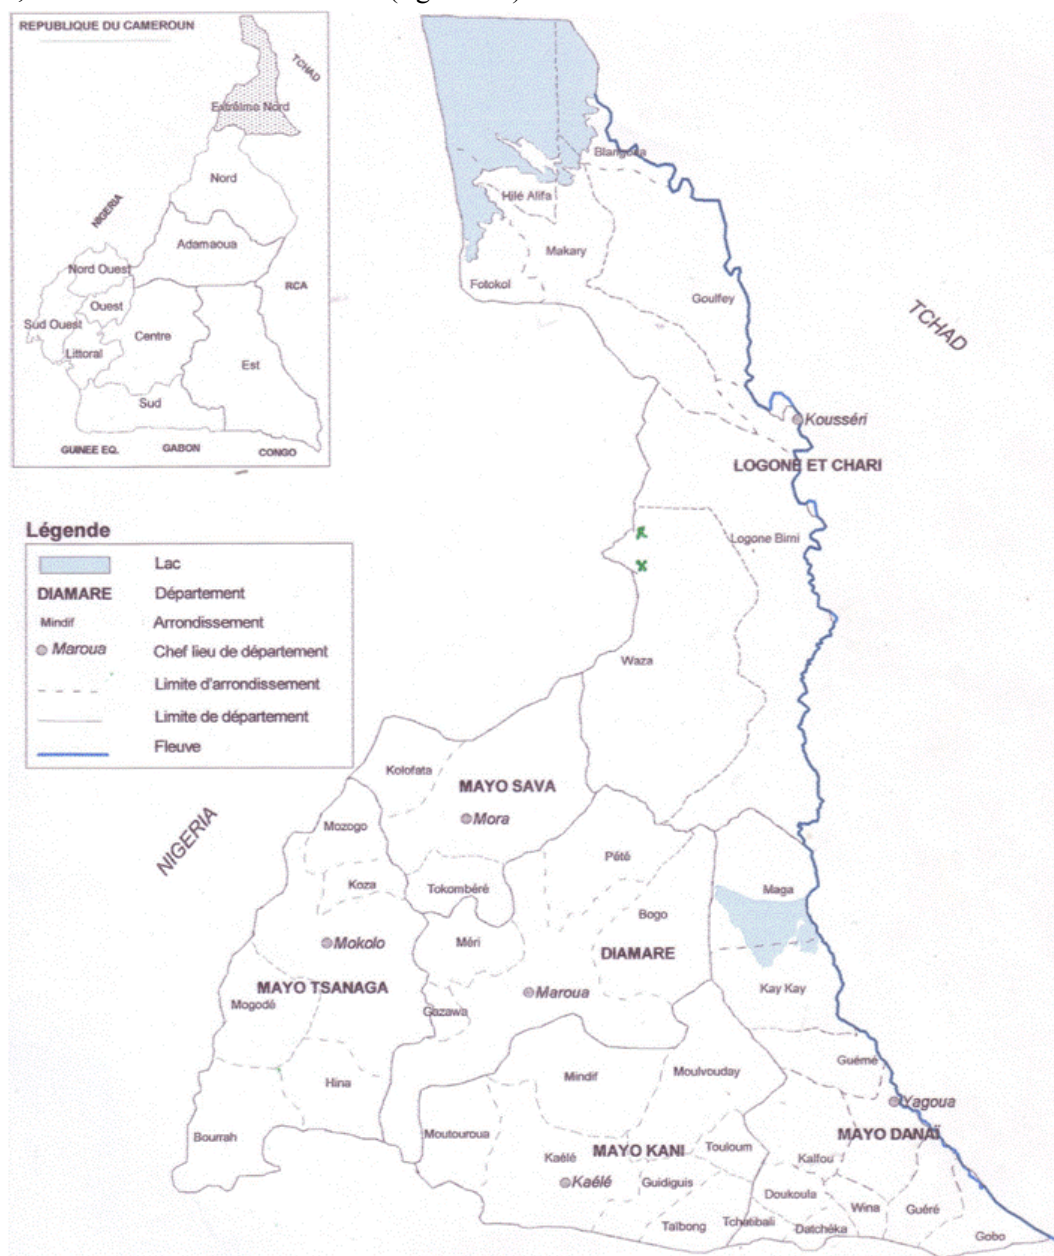 REPUBLIQUE DU CAMEROUN
TCHAD
Extrême Nord
Nord
NIGERIA
Adamaoua
Nord Ouest
RCA
Ouest
Sud Ouest
Centre
Littoral
Est
Sud
GUINEE EQ.
GABON
CONGO
Légende
Lac
DIAMARE
Département
Mindif
Arrondissement
Maroua
Chef lieu de département
Limite d'arrondissement
Limite de département
Fleuve
Blangoua
Hilé Alifa
Makary
Fotokol
Goulfey
TCHAD
Kousséri
LOGONE ET CHARI
Logone Birni
Waza
Kolofata
MAYO SAVA
Mora
NIGERIA
Mozogo
Koza
Tokombéré
Pété
Maga
Bogo
Mokolo
Méri
DIAMARE
MAYO TSANAGA
Maroua
Kay Kay
Mogodé
Gazawa
Guémé
Hina
Mindif
Moulvouday
Yagoua
Bourrah
Moutouroua
MAYO DANAÏ
Kaélé
MAYO KANI
Touloum
Kalfou
Kaélé
Guidiguis
Doukoula
Wina
Guéré
Taïbong
Tchatibali
Datchéka
Gobo